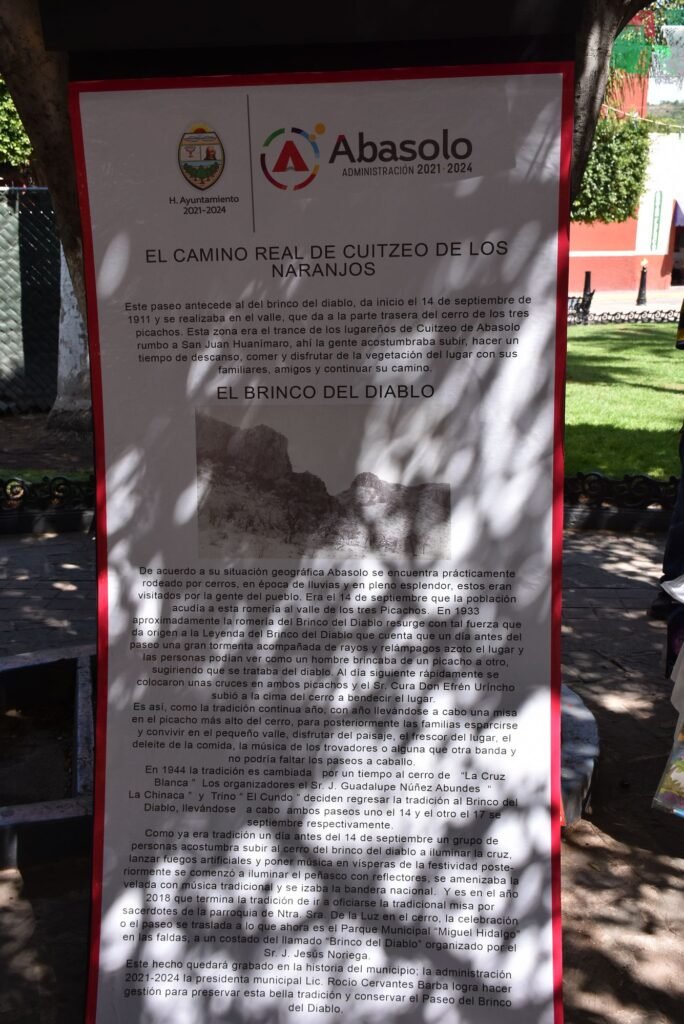 H. Ayuntamiento
2021-2024
Abasolo
ADMINISTRACIÓN 2021 - 2024
EL CAMINO REAL DE CUITZEO DE LOS
NARANJOS
Este paseo antecede al del brinco del diablo, da inicio el 14 de septiembre de
1911 y se realizaba en el valle, que da a la parte trasera del cerro de los tres
picachos. Esta zona era el trance de los lugareños de Cuitzeo de Abasolo
rumbo a San Juan Huanimaro, ahí la gente acostumbraba subir, hacer un
tiempo de descanso, comer y disfrutar de la vegetación del lugar con sus
familiares, amigos y continuar su camino.
EL BRINCO DEL DIABLO
De acuerdo a su situación geográfica Abasolo se encuentra prácticamente
rodeado por cerros, en época de lluvias y en pleno esplendor, estos eran
visitados por la gente del pueblo. Era el 14 de septiembre que la población
acudía a esta romería al valle de los tres Picachos. En 1933
aproximadamente la romería del Brinco del Diablo resurge con tal fuerza que
da origen a la Leyenda del Brinco del Diablo que cuenta que un día antes del
paseo una gran tormenta acompañada de rayos y relámpagos azoto el lugar y
las personas podían ver como un hombre brincaba de un picacho a otro,
sugiriendo que se trataba del diablo. Al día siguiente rápidamente se
colocaron unas cruces en ambos picachos y el Sr. Cura Don Efrén Urincho
subió a la cima del cerro a bendecir el lugar.
Es así, como la tradición continua año, con año llevándose a cabo una misa
en el picacho más alto del cerro, para posteriormente las familias esparcirse
y convivir en el pequeño valle, disfrutar del paisaje, el frescor del lugar, el
deleite de la comida, la música de los trovadores o alguna que otra banda y
no podría faltar los paseos a caballo.
En 1944 la tradición es cambiada por un tiempo al cerro de "La Cruz
Blanca " Los organizadores el Sr. J. Guadalupe Núñez Abundes "
La Chinaca " y Trino " El Cundo " deciden regresar la tradición al Brinco del
Diablo, llevándose a cabo ambos paseos uno el 14 y el otro el 17 se
septiembre respectivamente.
Como ya era tradición un día antes del 14 de septiembre un grupo de
personas acostumbra subir al cerro del brinco del diablo a iluminar la cruz,
lanzar fuegos artificiales y poner música en vísperas de la festividad poste-
riormente se comenzó a iluminar el peñasco con reflectores, se amenizaba la
velada con música tradicional y se izaba la bandera nacional. Y es en el año
2018 que termina la tradición de ir a oficiarse la tradicional misa por
sacerdotes de la parroquia de Ntra. Sra. De la Luz en el cerro, la celebración
o el paseo se traslada a lo que ahora es el Parque Municipal "Miguel Hidalgo"
en las faldas, a un costado del llamado "Brinco del Diablo" organizado por el
Sr. J. Jesús Noriega.
Este hecho quedará grabado en la historia del municipio; la administración
2021-2024 la presidenta municipal Lic. Rocío Cervantes Barba logra hacer
gestión para preservar esta bella tradición y conservar el Paseo del Brinco
del Diablo.